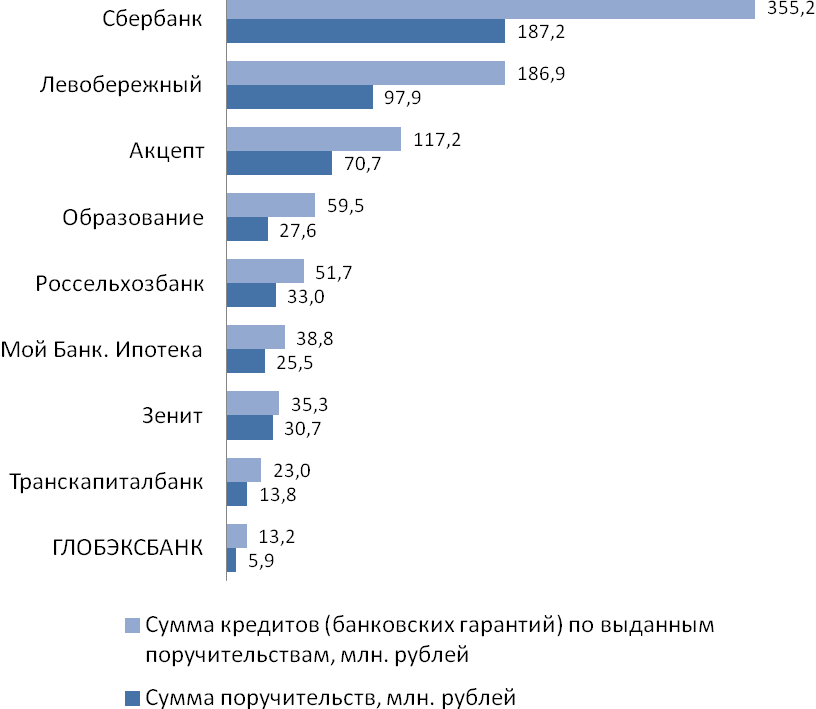 Сбербанк
355,2
187,2
Левобережный
186,9
97,9
Акцепт
117,2
70,7
Образование
59,5
27,6
Россельхозбанк
51,7
33,0
Мой Банк. Ипотека
38,8
25,5
Зенит
35,3
30,7
Транскапиталбанк
23,0
13,8
ГЛОБЭКСБАНК
13,2
5,9
Сумма кредитов (банковских гарантий) по выданным
поручительствам, млн. рублей
Сумма поручительств, млн. рублей